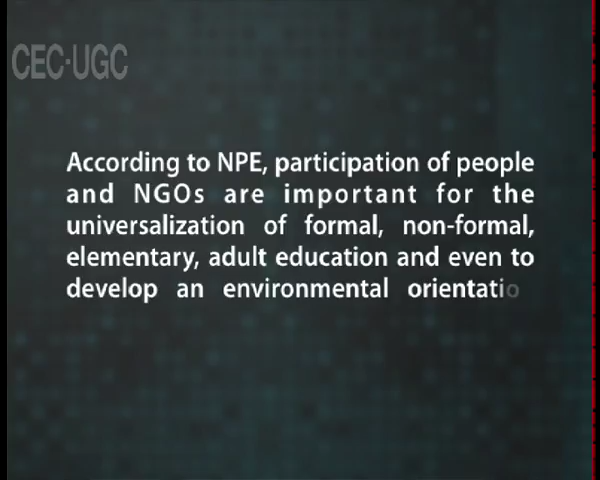 CEC-UGC
According to NPE, participation of people
and NGOs are important for the
universalization of formal, non-formal,
elementary, adult education and even to
develop an environmental orientatio